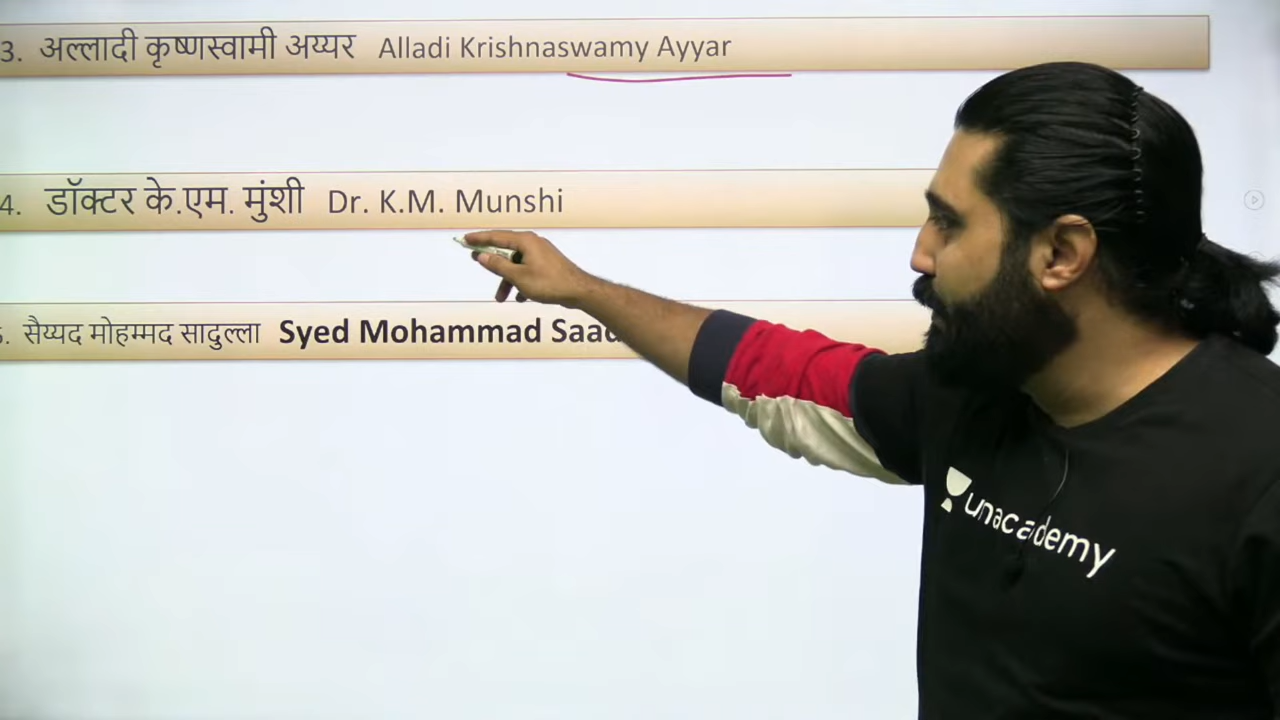 3. अल्लादी कृष्णस्वामी अय्यर Alladi Krishnaswamy Ayyar
4. डॉक्टर के.एम. मुंशी Dr. K.M. Munshi
सैय्यद मोहम्मद सादुल्ला Syed Mohammad
unacademy